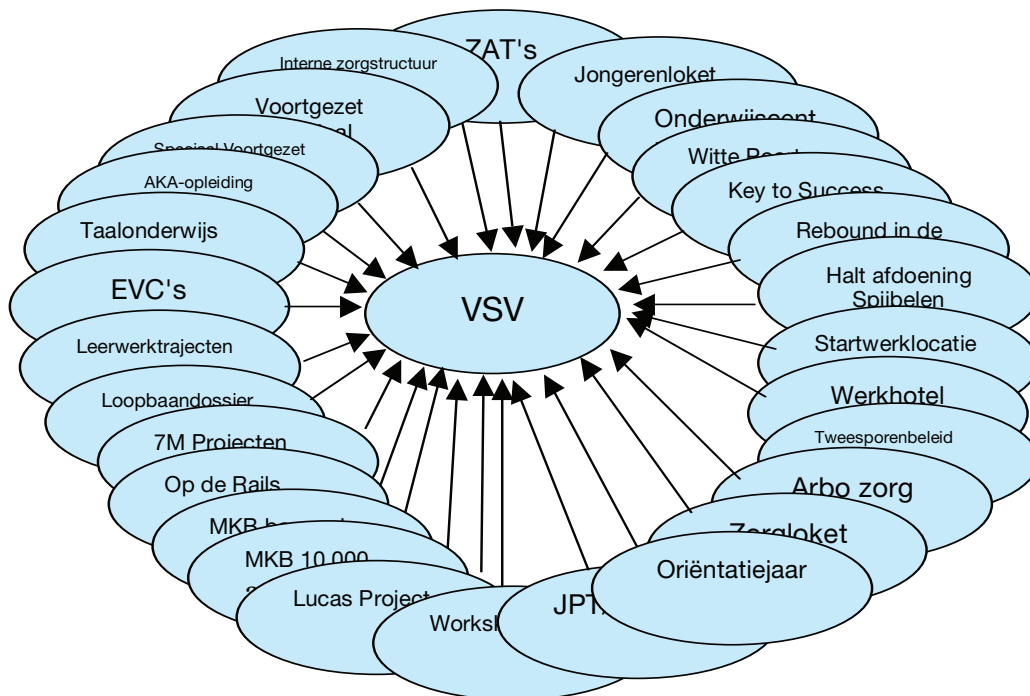 ZAT's
Jongerenloket
Witte
Key to Success
Rebound in de
Halt afdoening
Spijbelen
Startwerklocatie
Werkhotel
Tweesporenbeleid
Arbo zorg
Zorgloket
Oriëntatiejaar
Lucas Project
MKB 10.000
MKB
Op de Rails
7M Projecten
Loopbaandossier
Leerwerktrajecten
EVC's
Taalonderwijs
AKA-opleiding
Speciaal Voortgezet
Voortgezet
Interne zorgstructuur
VSV